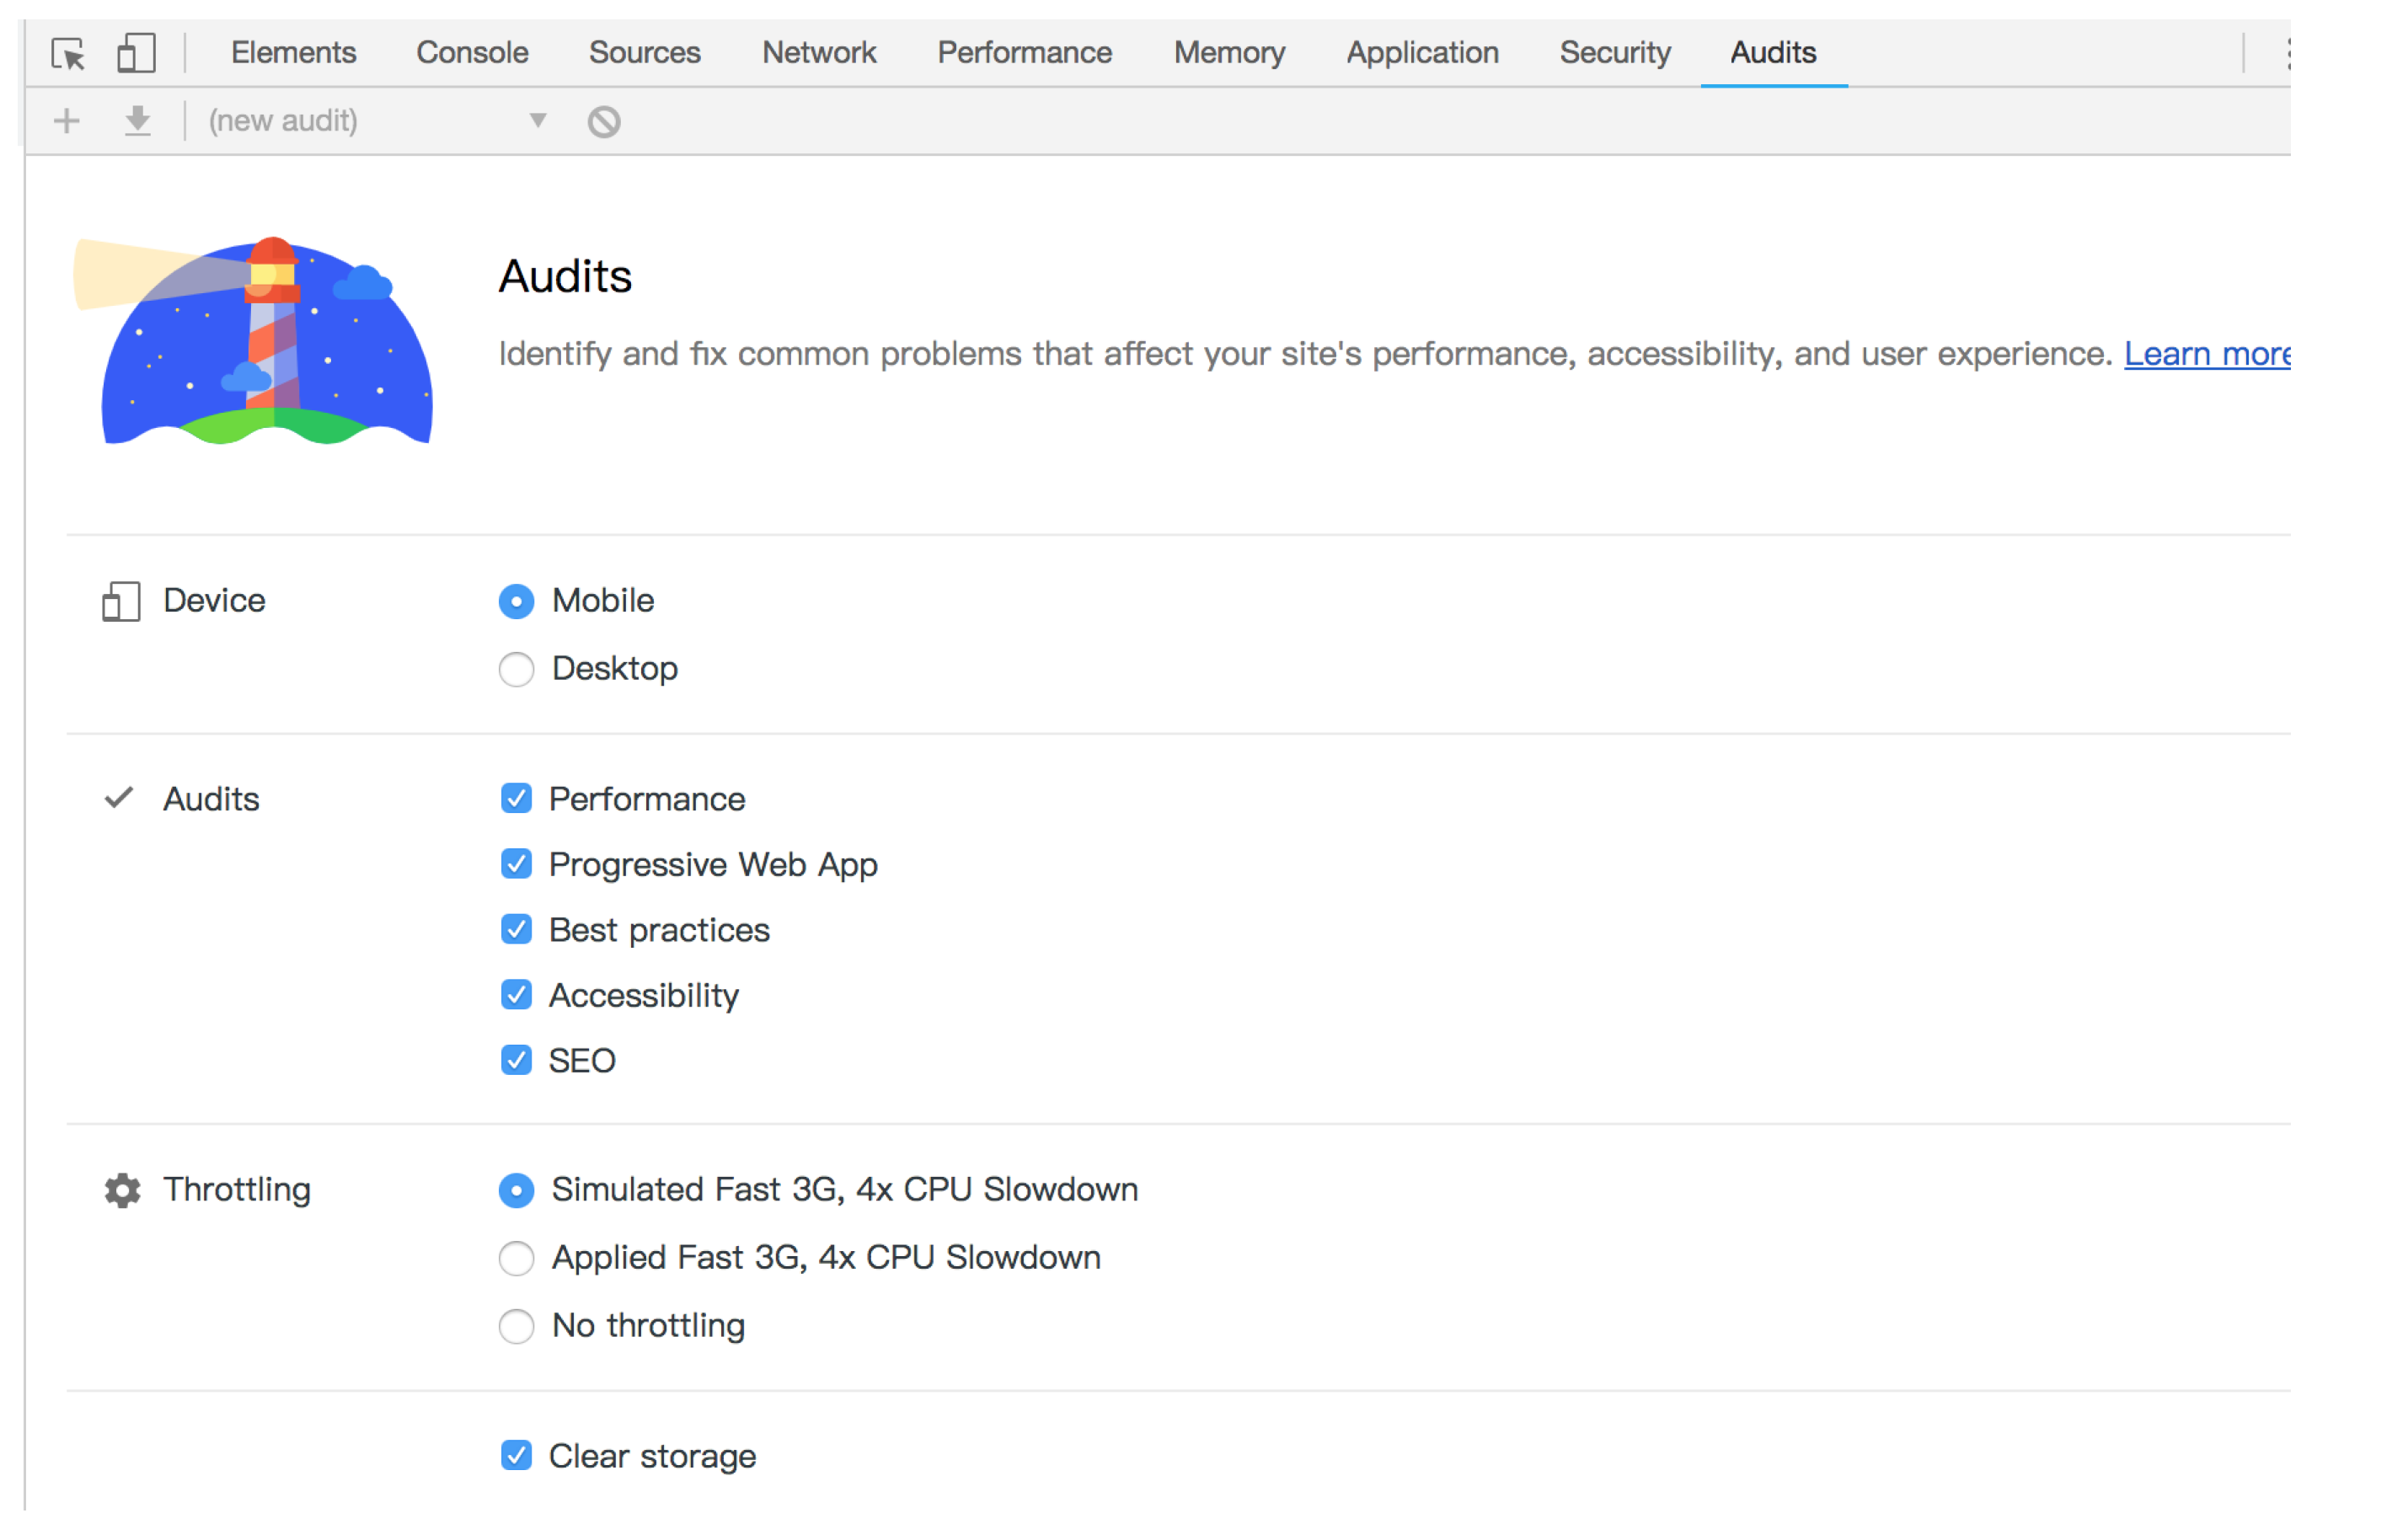 Elements Console Sources Network Performance Memory Application Security Audits
(new audit)
Audits
Identify and fix common problems that affect your site's performance, accessibility, and user experience. Learn more
Device
Mobile
Desktop
Audits
Performance
Progressive Web App
Best practices
Accessibility
SEO
Throttling
Simulated Fast 3G, 4x CPU Slowdown
Applied Fast 3G, 4x CPU Slowdown
No throttling
Clear storage